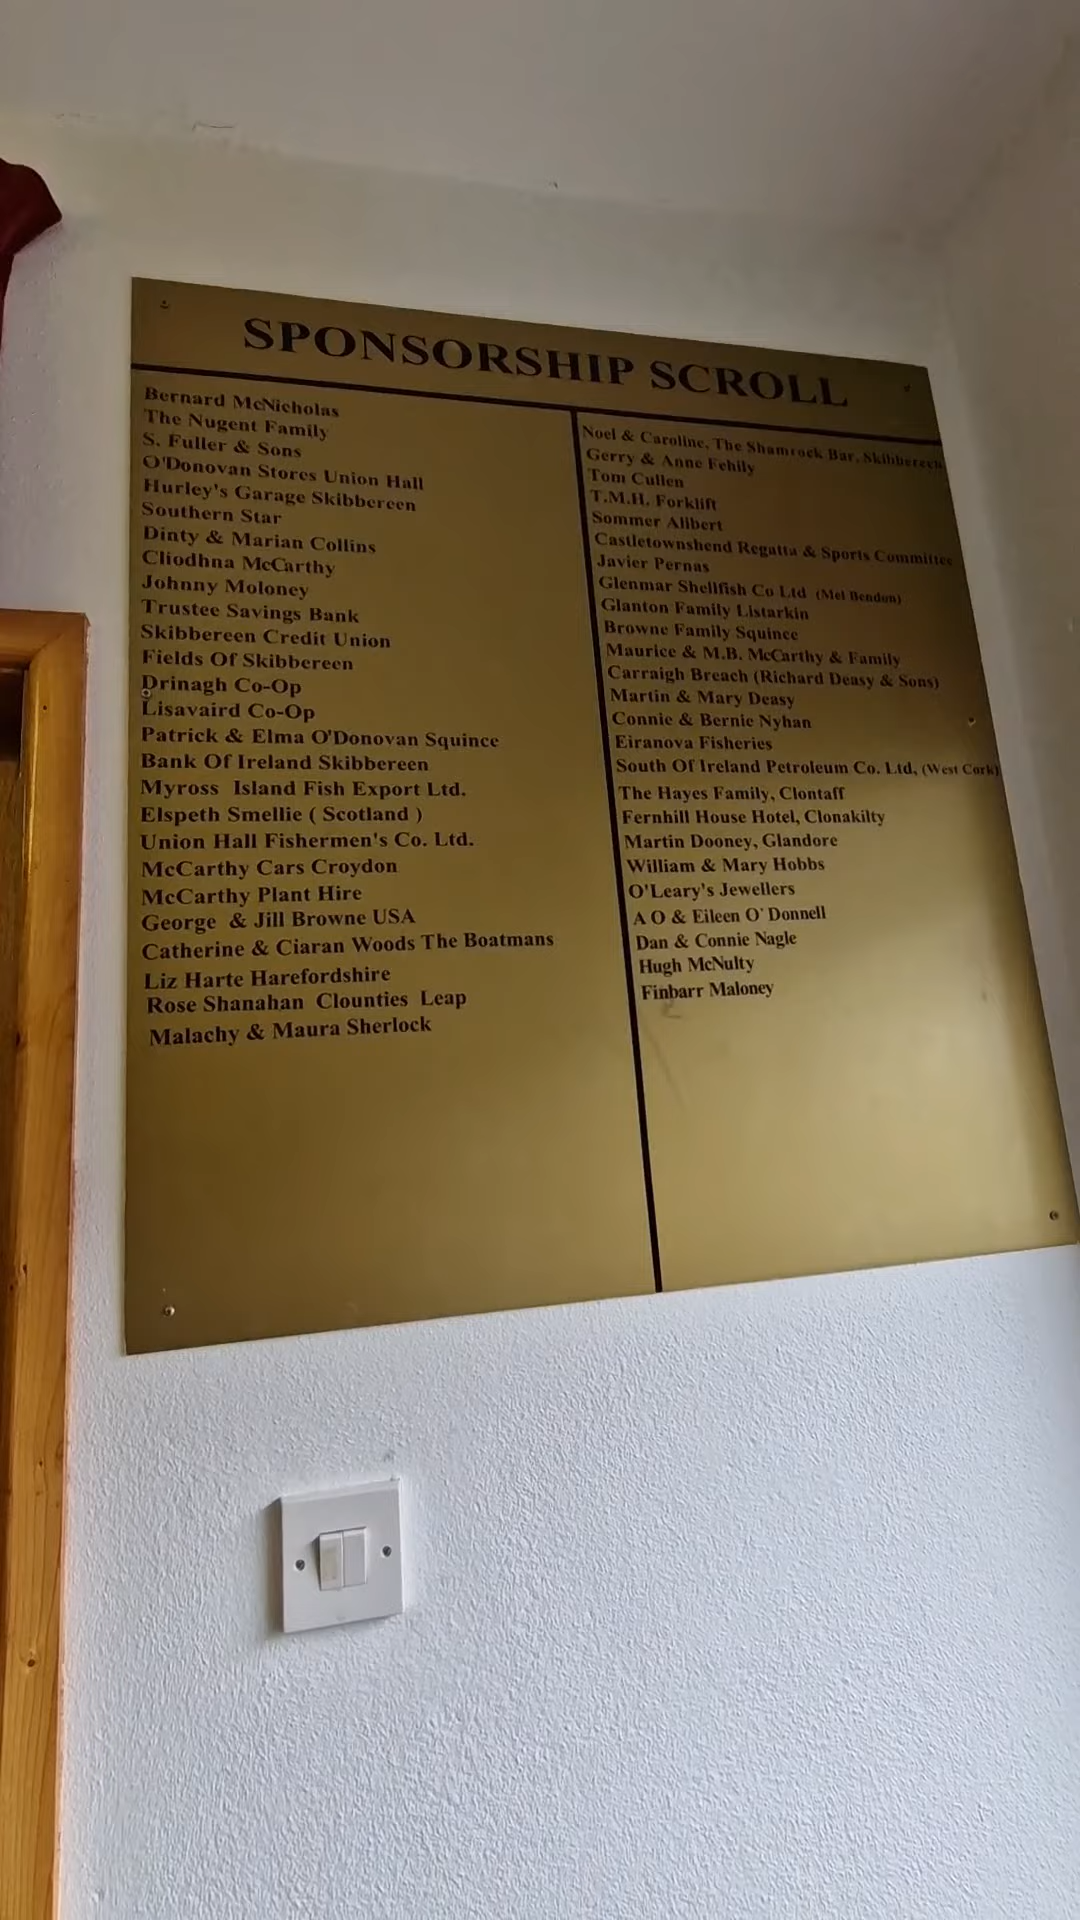 SPONSORSHIP SCROLL
Bernard McNicholas
The Nugent Family
S. Fuller & Sons
O'Donovan Stores Union Hall
Hurley's Garage Skibbereen
Southern Star
Dinty & Marian Collins
Cliodhna McCarthy
Johnny Moloney
Trustee Savings Bank
Skibbereen Credit Union
Fields Of Skibbereen
Drinagh Co-Op
Lisavaird Co-Op
Patrick & Elma O'Donovan Squince
Bank Of Ireland Skibbereen
Myross Island Fish Export Ltd.
Elspeth Smellie ( Scotland )
Union Hall Fishermen's Co. Ltd.
McCarthy Cars Croydon
McCarthy Plant Hire
George & Jill Browne USA
Catherine & Ciaran Woods The Boatmans
Liz Harte Harefordshire
Rose Shanahan Clounties Leap
Malachy & Maura Sherlock
Noel & Caroline, The Shamrock Bar, Skibbereen
Gerry & Anne Fehily
Tom Cullen
T.M.H. Forklift
Sommer Allbert
Castletownshend Regatta & Sports Committee
Javier Pernas
Glenmar Shellfish Co Ltd (Mel Bendon)
Glanton Family Listarkin
Browne Family Squince
Maurice & M.B. McCarthy & Family
Carraigh Breach (Richard Deasy & Sons)
Martin & Mary Deasy
Connie & Bernie Nyhan
Eiranova Fisheries
South Of Ireland Petroleum Co. Ltd, (West Cork)
The Hayes Family, Clontaff
Fernhill House Hotel, Clonakilty
Martin Dooney, Glandore
William & Mary Hobbs
O'Leary's Jewellers
A O & Eileen O' Donnell
Dan & Connie Nagle
Hugh McNulty
Finbarr Maloney